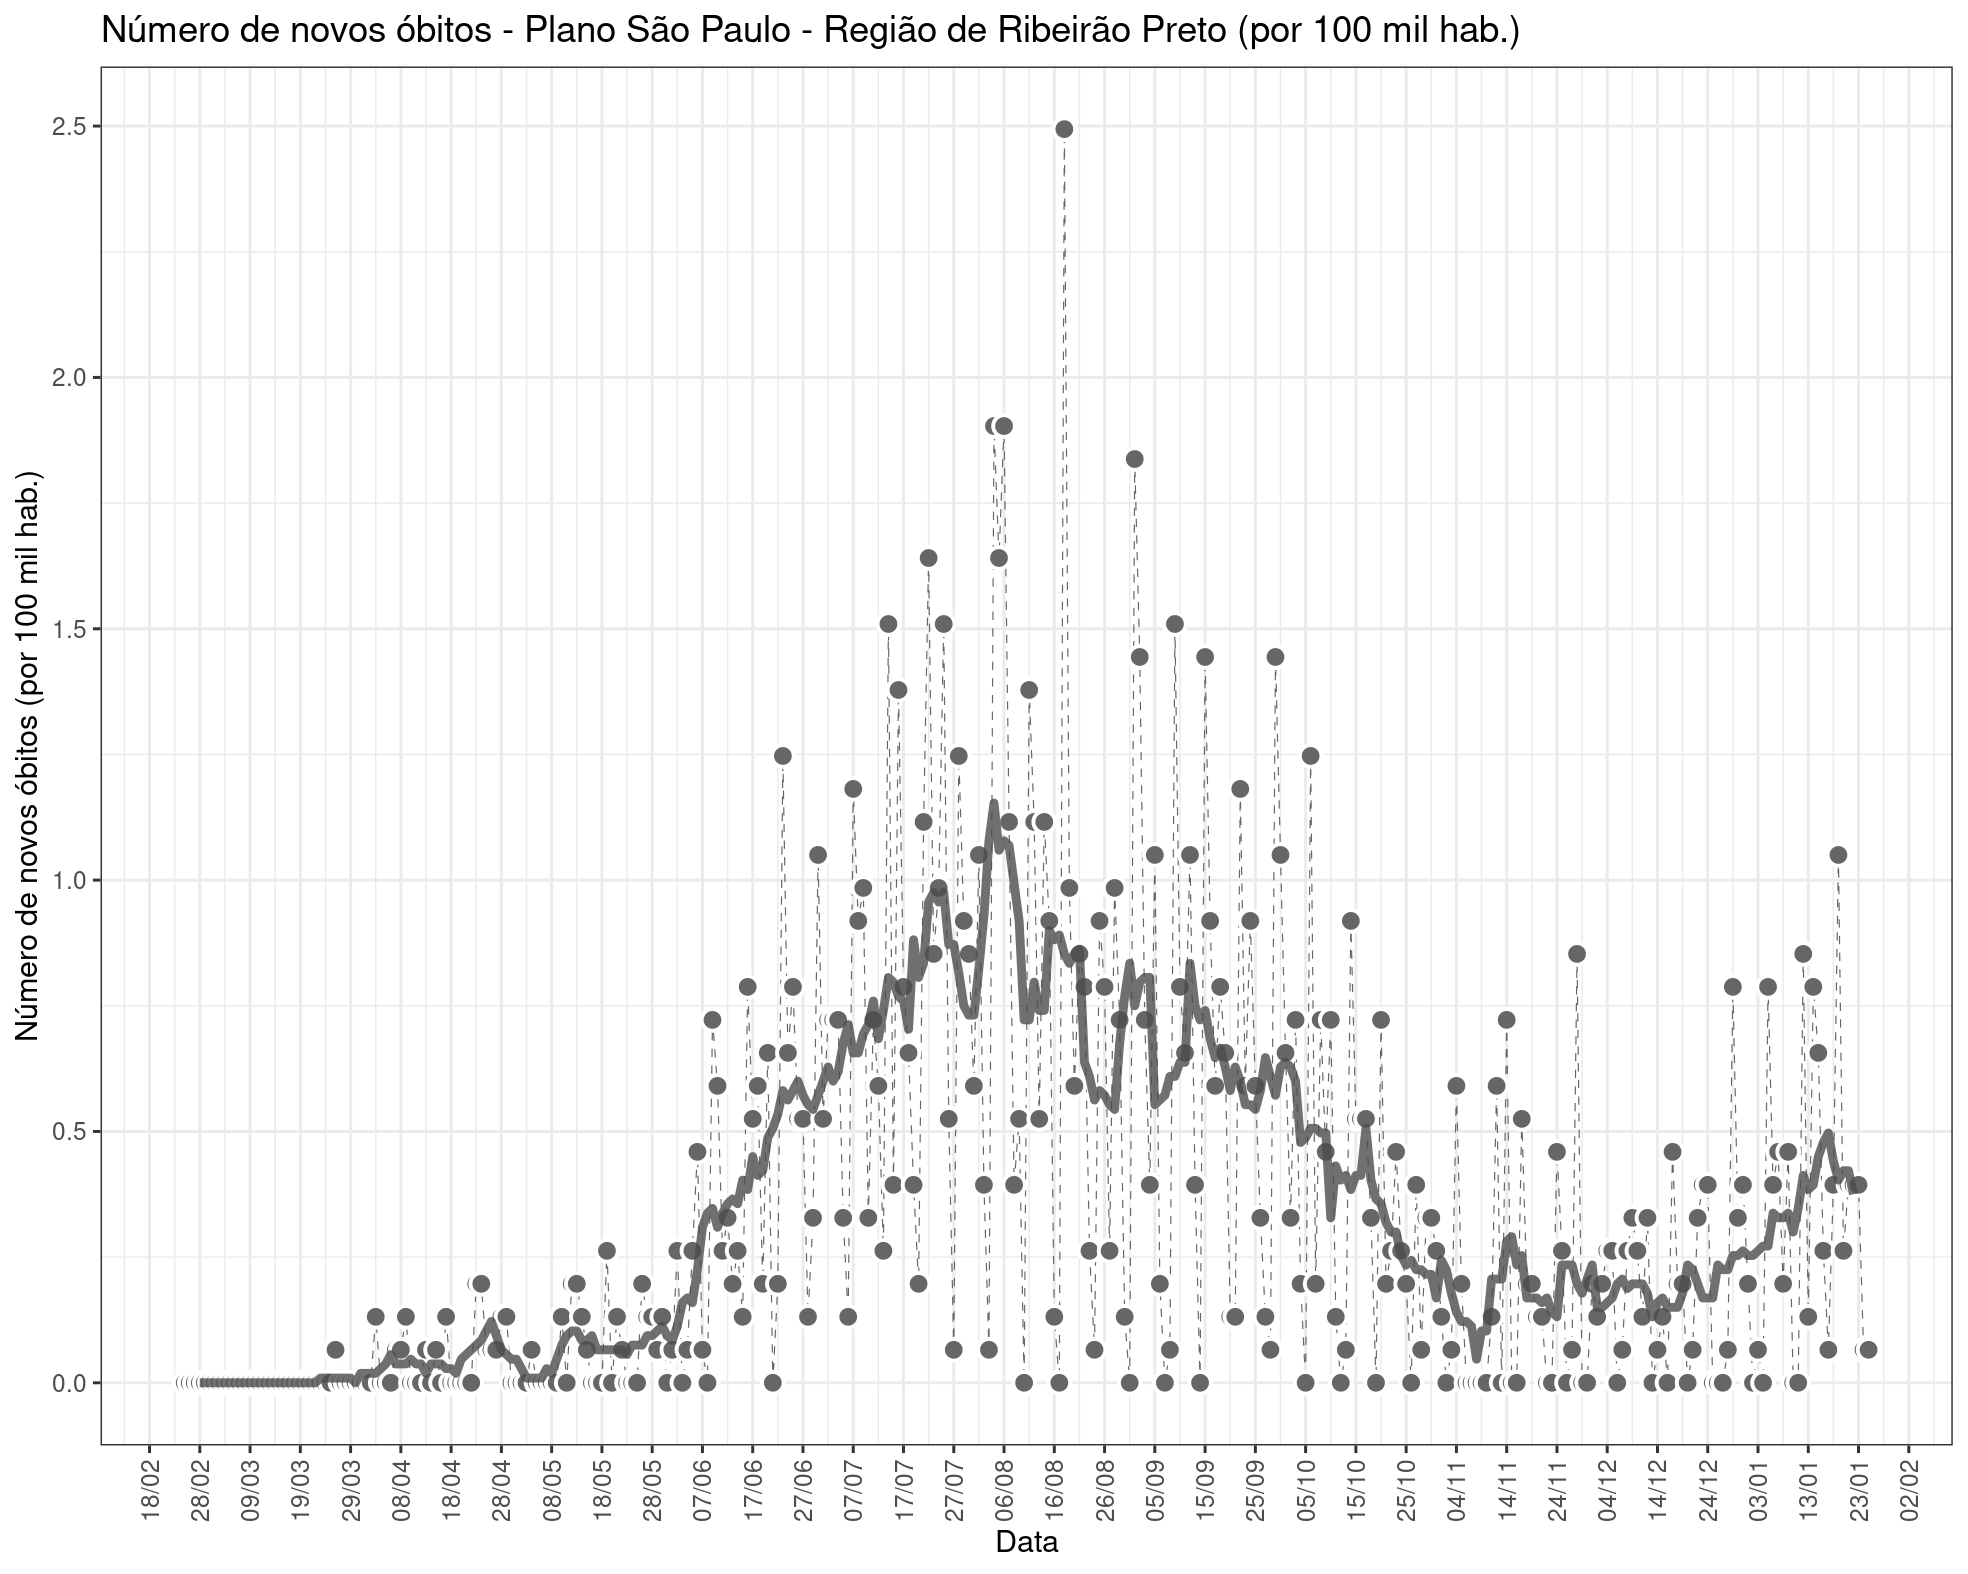 Número de novos óbitos - Plano São Paulo - Região de Ribeirão Preto (por 100 mil hab.)
Número de novos óbitos (por 100 mil hab.)
2.5
2.0
1.5
1.0
0.5
0.0
18/02 28/02 09/03 19/03 29/03 08/04 18/04 28/04 08/05 18/05 28/05 07/06 17/06 27/06 07/07 17/07 27/07 06/08 16/08 26/08 05/09 15/09 25/09 05/10 15/10 25/10 04/11 14/11 24/11 04/12 14/12 24/12 03/01 13/01 23/01 02/02
Data